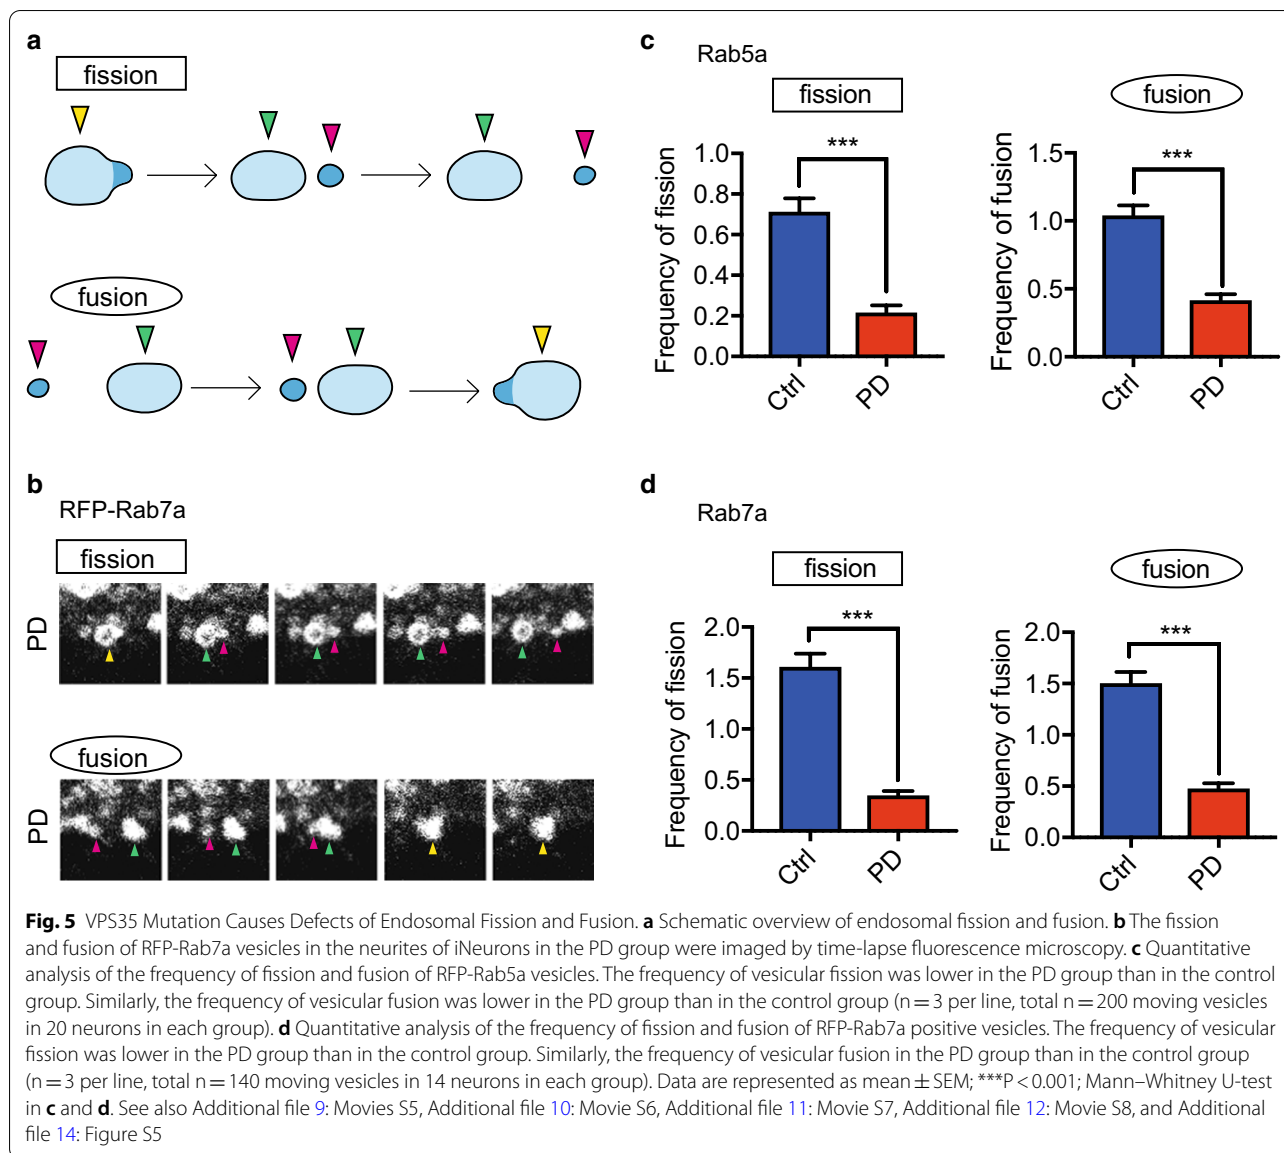 a
fission
fusion
b
RFP-Rab7a
fission
PD
fusion
PD
c
Rab5a
fission
***
Frequency of fission
1.0
0.8
0.6
0.4
0.2
0.0
Ctrl
PD
fusion
***
Frequency of fusion
1.5
1.0
0.5
0.0
Ctrl
PD
d
Rab7a
fission
***
Frequency of fission
2.0
1.5
1.0
0.5
0.0
Ctrl
PD
fusion
***
Frequency of fusion
2.0
1.5
1.0
0.5
0.0
Ctrl
PD
Fig. 5 VPS35 Mutation Causes Defects of Endosomal Fission and Fusion. a Schematic overview of endosomal fission and fusion. b The fission
and fusion of RFP-Rab7a vesicles in the neurites of iNeurons in the PD group were imaged by time-lapse fluorescence microscopy. c Quantitative
analysis of the frequency of fission and fusion of RFP-Rab5a vesicles. The frequency of vesicular fission was lower in the PD group than in the control
group. Similarly, the frequency of vesicular fusion was lower in the PD group than in the control group (n = 3 per line, total n = 200 moving vesicles
in 20 neurons in each group). d Quantitative analysis of the frequency of fission and fusion of RFP-Rab7a positive vesicles. The frequency of vesicular
fission was lower in the PD group than in the control group. Similarly, the frequency of vesicular fusion in the PD group than in the control group
(n = 3 per line, total n = 140 moving vesicles in 14 neurons in each group). Data are represented as mean ± SEM; ***P < 0.001; Mann–Whitney U-test
in c and d. See also Additional file 9: Movies S5, Additional file 10: Movie S6, Additional file 11: Movie S7, Additional file 12: Movie S8, and Additional
file 14: Figure S5